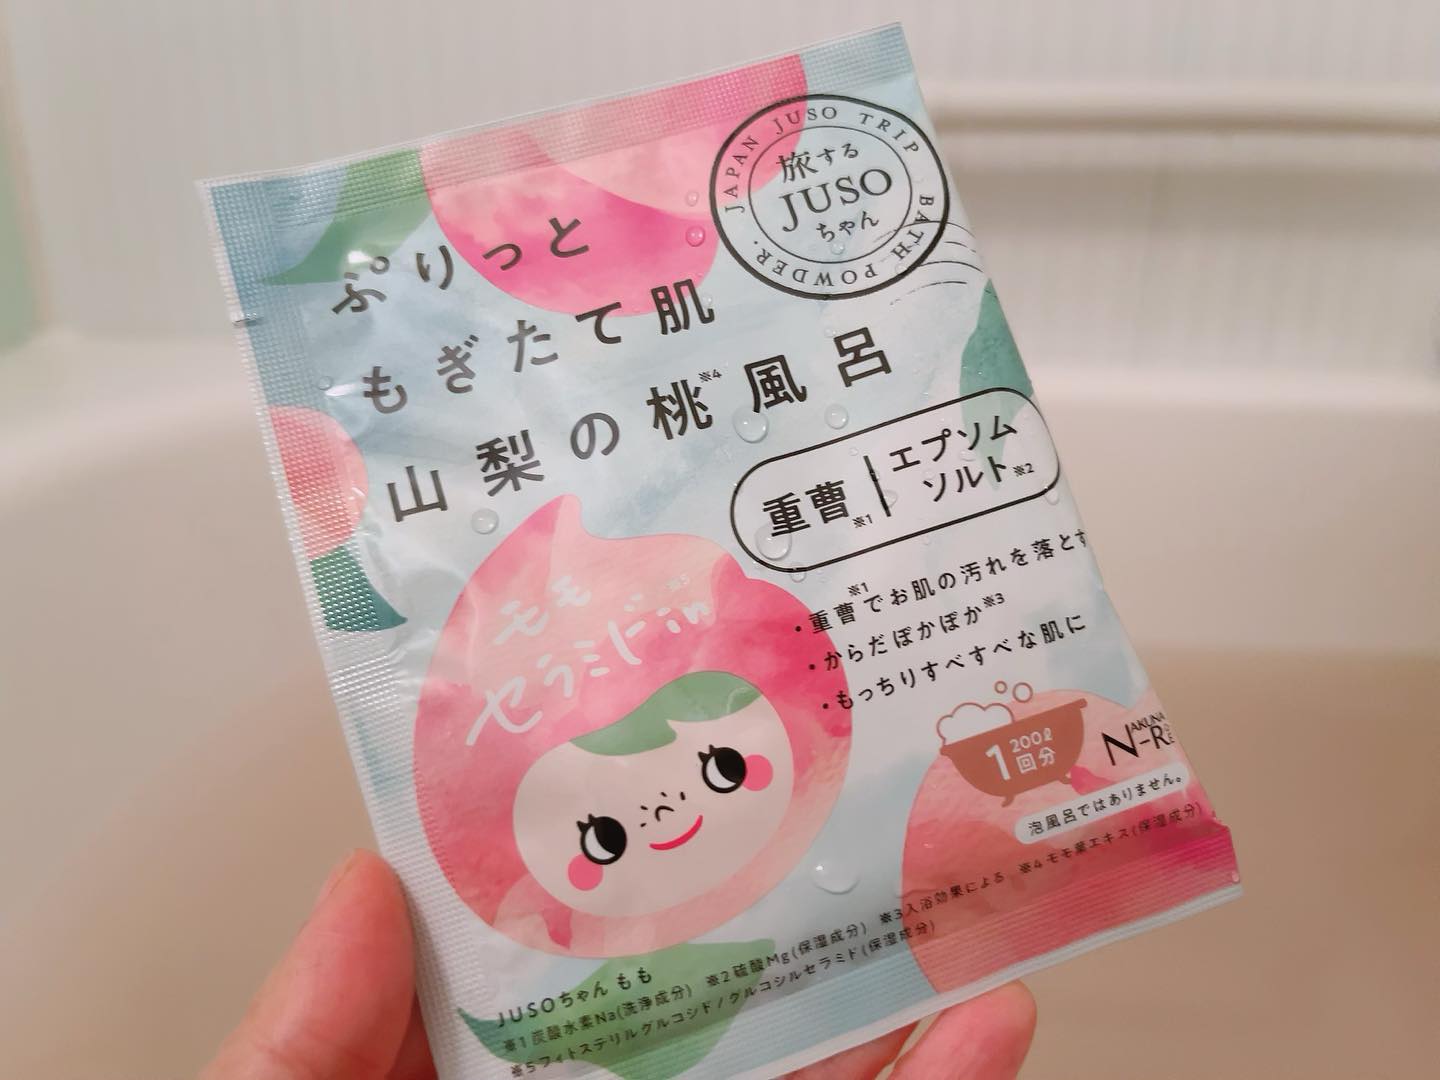 JAPAN JUSO TRIP
旅する
JUSO
ちゃん
BATH POWDER.
ぷりっと
もぎたて肌
山梨の桃※4風呂
重曹※1
エプソム
ソルト※2
モモ
セラミドin※5
・重曹※1でお肌の汚れを落とす
・からだぽかぽか※3
・もっちりすべすべな肌に
200ℓ
1回分
泡風呂ではありません。
JUSOちゃん もも
※1 炭酸水素Na(洗浄成分) ※2 硫酸Mg(保湿成分) ※3入浴効果による ※4 モモ葉エキス(保湿成分)
※5フィトステリルグルコシド/グルコシルセラミド(保湿成分)